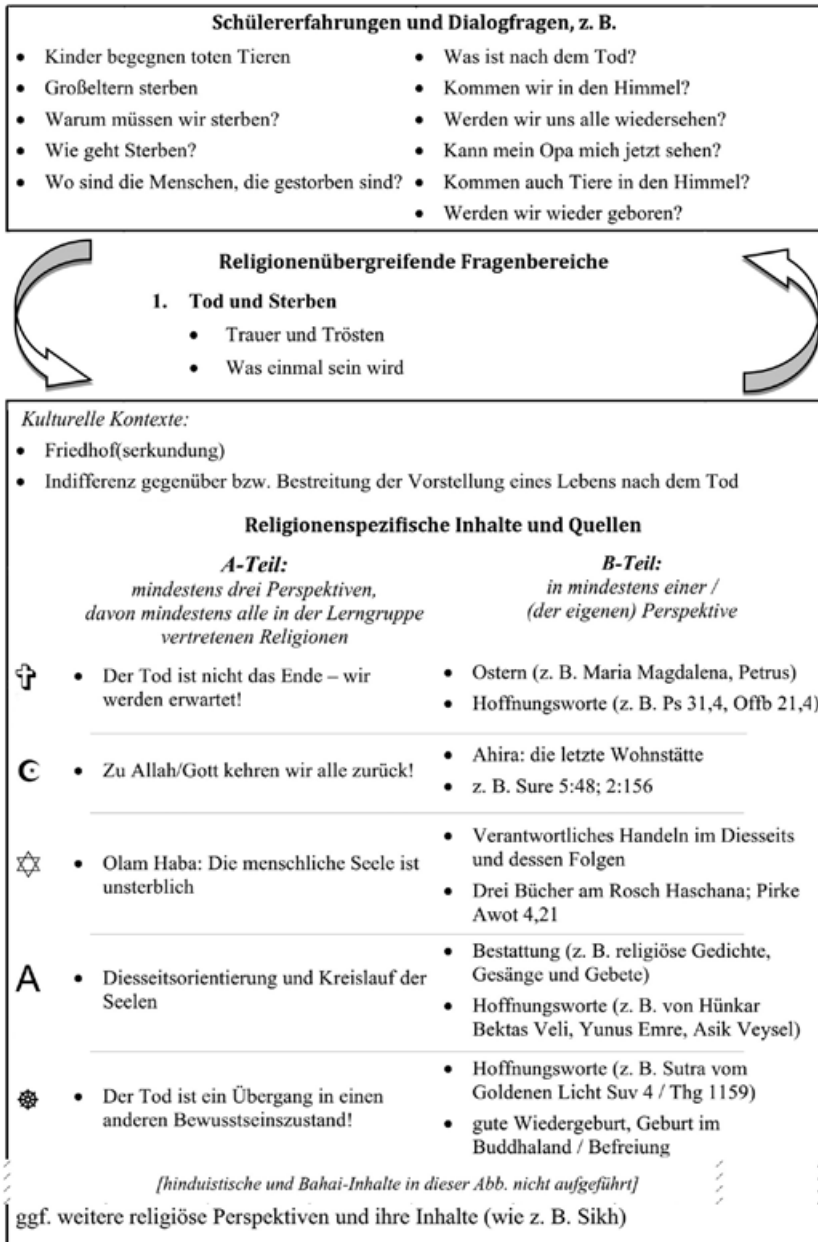 Schülererfahrungen und Dialogfragen, z. B.
• Kinder begegnen toten Tieren
• Großeltern sterben
• Warum müssen wir sterben?
• Wie geht Sterben?
• Wo sind die Menschen, die gestorben sind?
• Was ist nach dem Tod?
• Kommen wir in den Himmel?
• Werden wir uns alle wiedersehen?
• Kann mein Opa mich jetzt sehen?
• Kommen auch Tiere in den Himmel?
• Werden wir wieder geboren?
Religionenübergreifende Fragenbereiche
1. Tod und Sterben
• Trauer und Trösten
• Was einmal sein wird
Kulturelle Kontexte:
• Friedhof(serkundung)
• Indifferenz gegenüber bzw. Bestreitung der Vorstellung eines Lebens nach dem Tod
Religionenspezifische Inhalte und Quellen
A-Teil:
mindestens drei Perspektiven,
davon mindestens alle in der Lerngruppe
vertretenen Religionen
B-Teil:
in mindestens einer /
(der eigenen) Perspektive
• Der Tod ist nicht das Ende – wir
werden erwartet!
• Ostern (z. B. Maria Magdalena, Petrus)
• Hoffnungsworte (z. B. Ps 31,4, Offb 21,4)
• Zu Allah/Gott kehren wir alle zurück!
• Ahira: die letzte Wohnstätte
• z. B. Sure 5:48; 2:156
• Olam Haba: Die menschliche Seele ist
unsterblich
• Verantwortliches Handeln im Diesseits
und dessen Folgen
• Drei Bücher am Rosch Haschana; Pirke
Awot 4,21
A
• Diesseitsorientierung und Kreislauf der
Seelen
• Bestattung (z. B. religiöse Gedichte,
Gesänge und Gebete)
• Hoffnungsworte (z. B. von Hünkar
Bektas Veli, Yunus Emre, Asik Veysel)
• Der Tod ist ein Übergang in einen
anderen Bewusstseinszustand!
• Hoffnungsworte (z. B. Sutra vom
Goldenen Licht Suv 4 / Thg 1159)
• gute Wiedergeburt, Geburt im
Buddhaland / Befreiung
[hinduistische und Bahai-Inhalte in dieser Abb. nicht aufgeführt]
ggf. weitere religiöse Perspektiven und ihre Inhalte (wie z. B. Sikh)